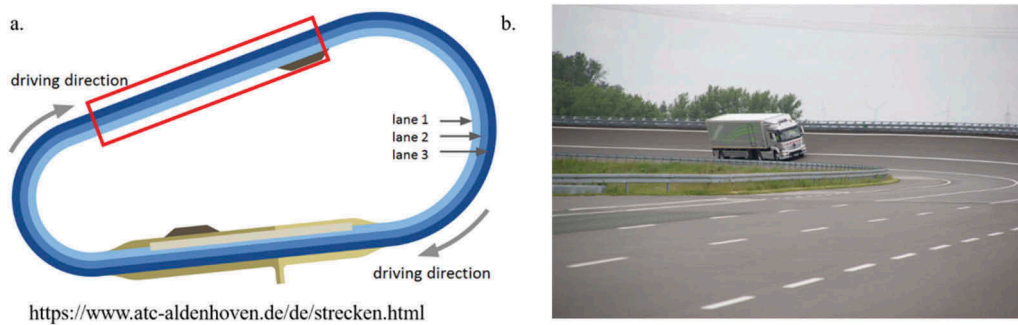 a.
b.
driving direction
lane 1
lane 2
lane 3
driving direction
https://www.atc-aldenhoven.de/de/strecken.html